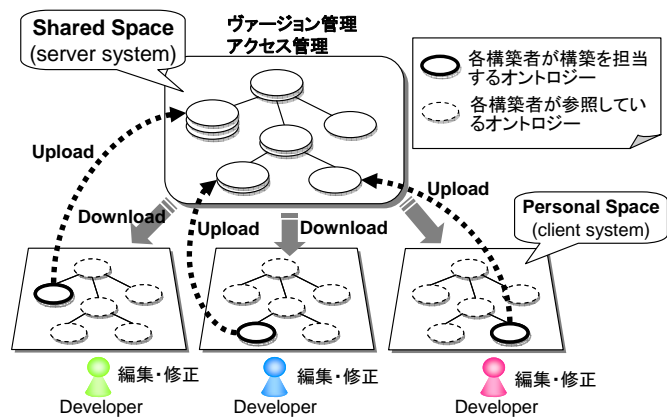 Shared Space
(server system)
ヴァージョン管理
アクセス管理
各構築者が構築を担当
するオントロジー
各構築者が参照してい
るオントロジー
Upload
Download
Upload
Download
Upload
Personal Space
(client system)
編集・修正
Developer
編集・修正
Developer
編集・修正
Developer